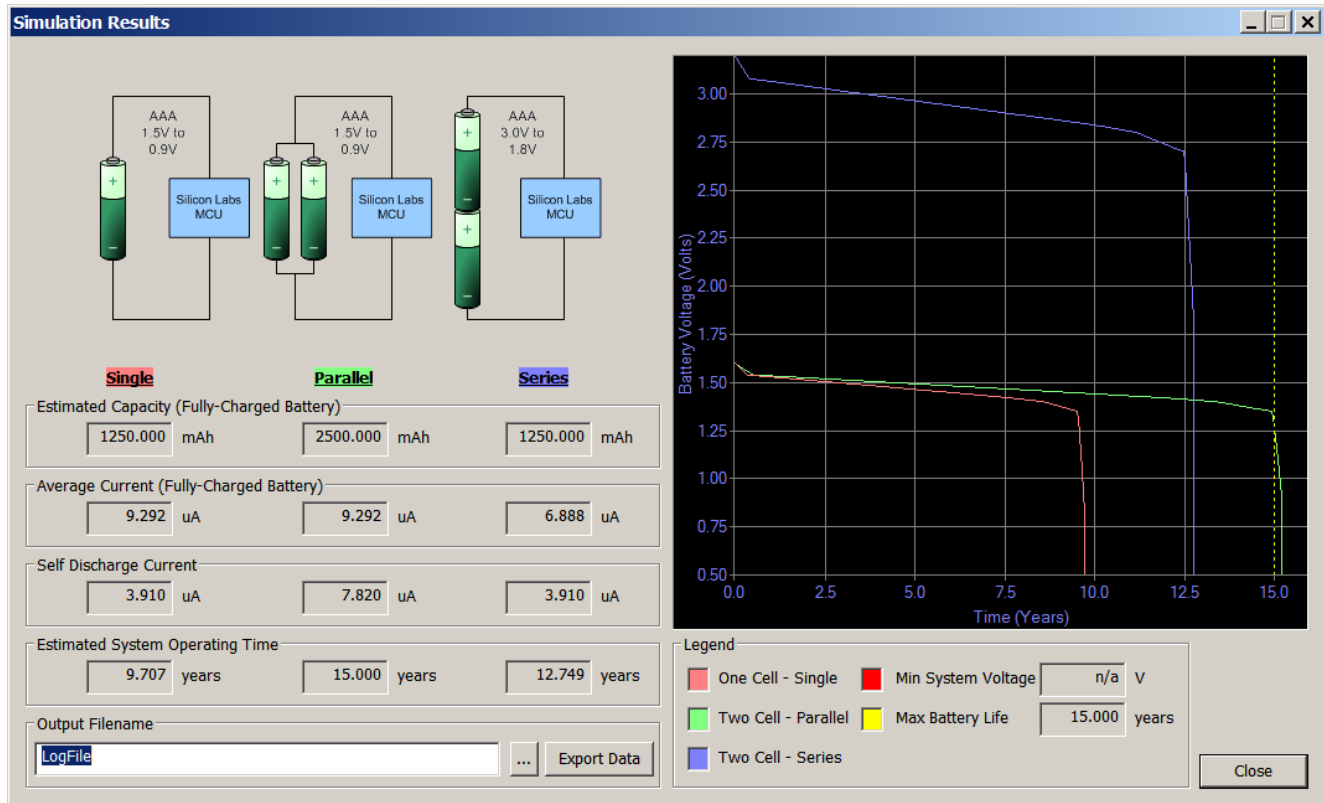 Simulation Results
AAA
1.5V to
0.9V
Silicon Labs
MCU
AAA
1.5V to
0.9V
Silicon Labs
MCU
AAA
3.0V to
1.8V
Silicon Labs
MCU
Single Parallel Series
Estimated Capacity (Fully-Charged Battery)
1250.000 mAh 2500.000 mAh 1250.000 mAh
Average Current (Fully-Charged Battery)
9.292 uA 9.292 uA 6.888 uA
Self Discharge Current
3.910 uA 7.820 uA 3.910 uA
Estimated System Operating Time
9.707 years 15.000 years 12.749 years
Output Filename
LogFile ... Export Data
Battery Voltage (Volts)
3.00
2.75
2.50
2.25
2.00
1.75
1.50
1.25
1.00
0.75
0.50
0.0 2.5 5.0 7.5 10.0 12.5 15.0
Time (Years)
Legend
One Cell - Single Min System Voltage n/a V
Two Cell - Parallel Max Battery Life 15.000 years
Two Cell - Series
Close